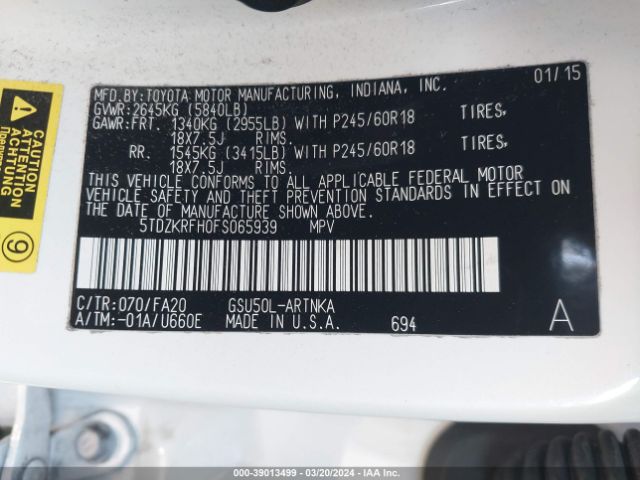 MFD. BY: TOYOTA MOTOR MANUFACTURING, INDIANA, INC. 01/15
GVWR: 2645KG (5840LB)
GAWR: FRT. 1340KG (2955LB) WITH P245/60R18 TIRES,
18X7.5J RIMS.
RR. 1545KG (3415LB) WITH P245/60R18 TIRES,
18X7.5J RIMS.
THIS VEHICLE CONFORMS TO ALL APPLICABLE FEDERAL MOTOR
VEHICLE SAFETY AND THEFT PREVENTION STANDARDS IN EFFECT ON
THE DATE OF MANUFACTURE SHOWN ABOVE.
5TDZKRFH0FS065939 MPV
C/TR: 070/FA20 GSU50L-ARTNKA
A/TM: -01A/U660E MADE IN U.S.A. 694 A
CAUTION
ACHTUNG
ATTENTION
ATENCION
9
000-39013499 - 03/20/2024 - IAA Inc.